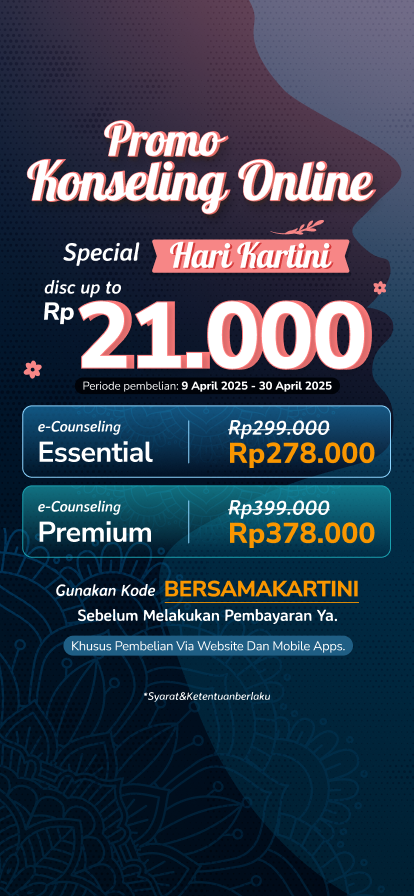 Promo
Konseling Online
Special Hari Kartini
disc up to
Rp 21.000
Periode pembelian: 9 April 2025 - 30 April 2025
e-Counseling
Essential
Rp299.000
Rp278.000
e-Counseling
Premium
Rp399.000
Rp378.000
Gunakan Kode BERSAMAKARTINI
Sebelum Melakukan Pembayaran Ya.
Khusus Pembelian Via Website Dan Mobile Apps.
*Syarat&Ketentuanberlaku